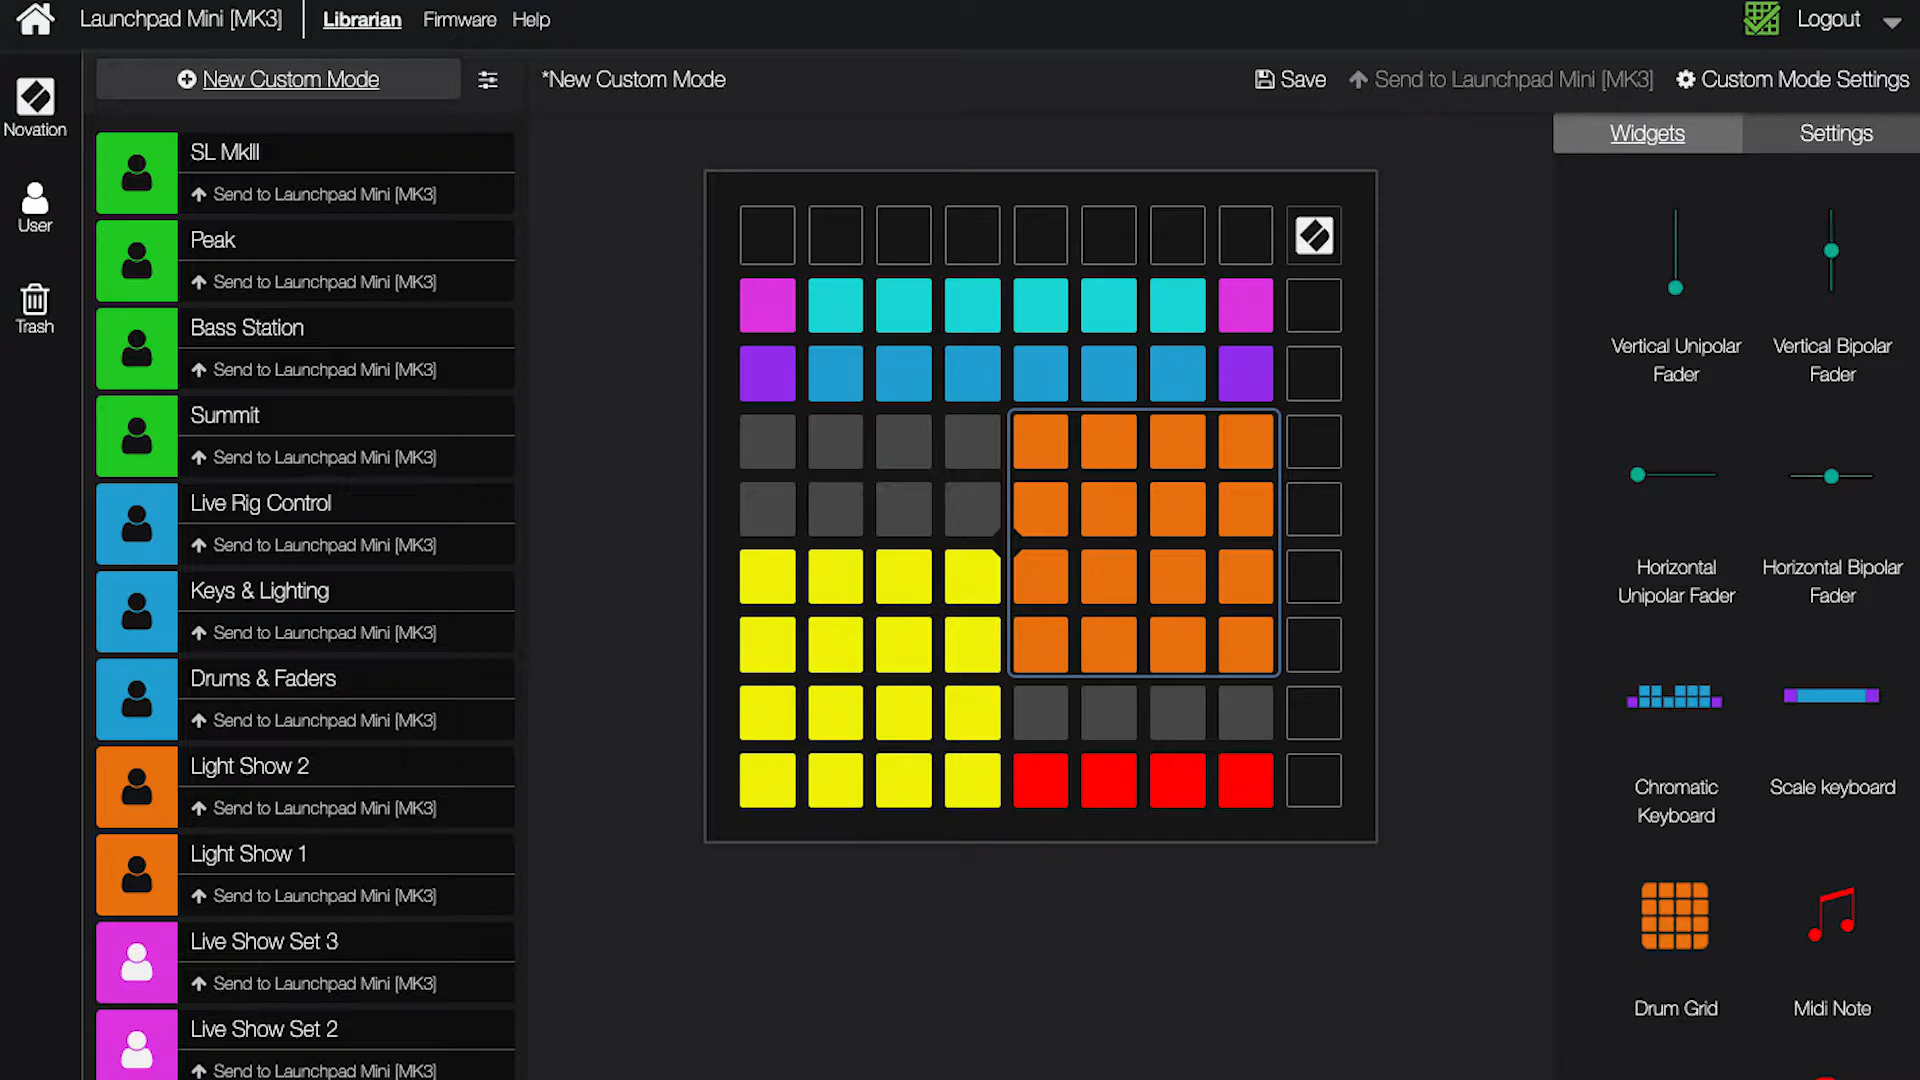 Launchpad Mini [MK3]
Librarian
Firmware
Help
Logout
Novation
User
Trash
New Custom Mode
*New Custom Mode
Save
Send to Launchpad Mini [MK3]
Custom Mode Settings
SL MkIII
Send to Launchpad Mini [MK3]
Peak
Send to Launchpad Mini [MK3]
Bass Station
Send to Launchpad Mini [MK3]
Summit
Send to Launchpad Mini [MK3]
Live Rig Control
Send to Launchpad Mini [MK3]
Keys & Lighting
Send to Launchpad Mini [MK3]
Drums & Faders
Send to Launchpad Mini [MK3]
Light Show 2
Send to Launchpad Mini [MK3]
Light Show 1
Send to Launchpad Mini [MK3]
Live Show Set 3
Send to Launchpad Mini [MK3]
Live Show Set 2
Send to Launchpad Mini [MK3]
Widgets
Settings
Vertical Unipolar
Fader
Vertical Bipolar
Fader
Horizontal
Unipolar Fader
Horizontal Bipolar
Fader
Chromatic
Keyboard
Scale keyboard
Drum Grid
Midi Note